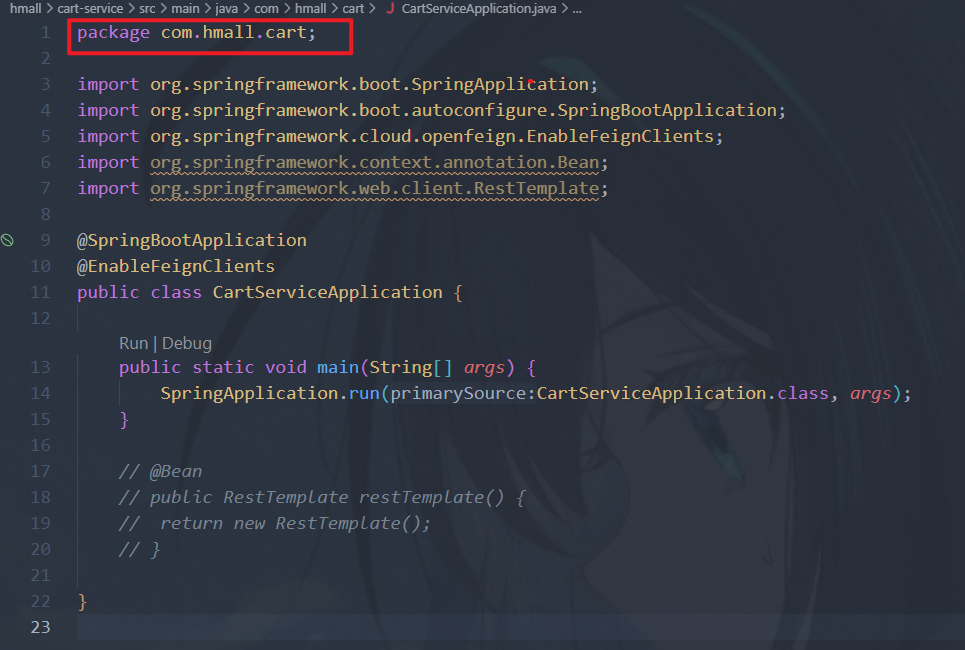 hmall > cart-service > src > main > java > com > hmall > cart > J CartServiceApplication.java > ...
1 package com.hmall.cart;
2
3 import org.springframework.boot.SpringApplication;
4 import org.springframework.boot.autoconfigure.SpringBootApplication;
5 import org.springframework.cloud.openfeign.EnableFeignClients;
6 import org.springframework.context.annotation.Bean;
7 import org.springframework.web.client.RestTemplate;
8
9 @SpringBootApplication
10 @EnableFeignClients
11 public class CartServiceApplication {
12
Run | Debug
13 public static void main(String[] args) {
14 SpringApplication.run(primarySource:CartServiceApplication.class, args);
15 }
16
17 // @Bean
18 // public RestTemplate restTemplate() {
19 // return new RestTemplate();
20 // }
21
22 }
23